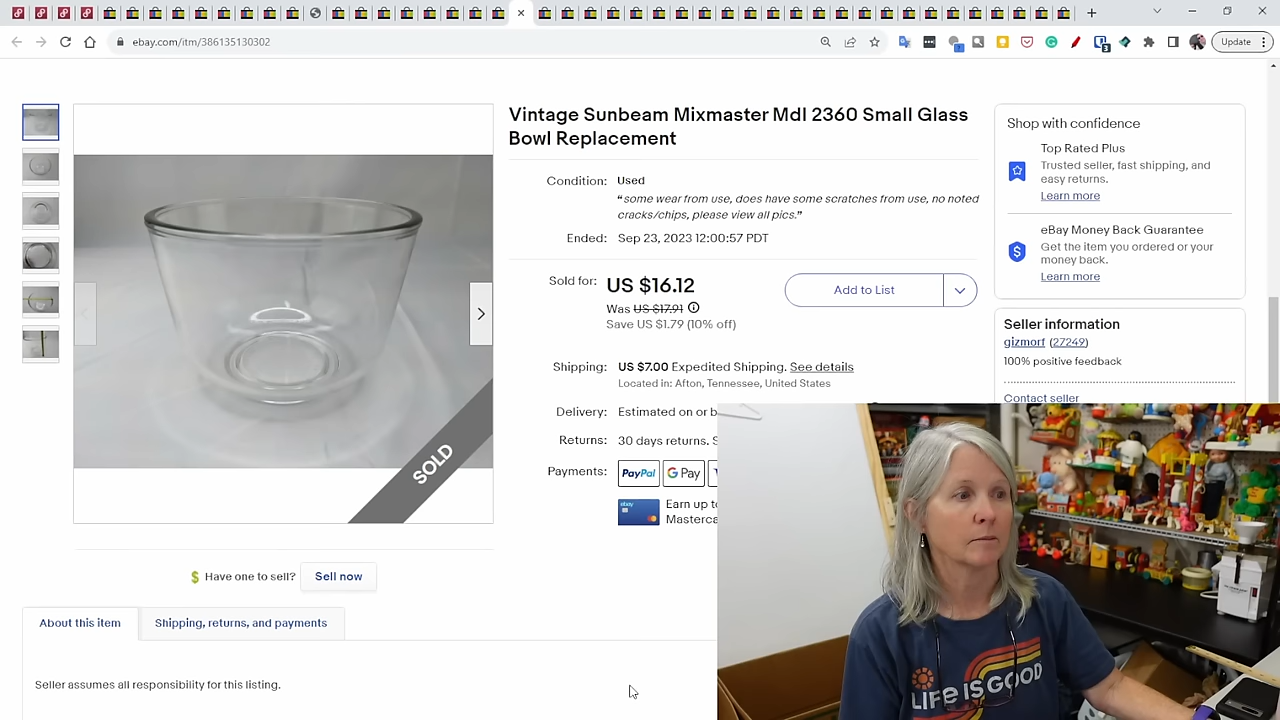 Update
ebay.com/itm/386135130302
Vintage Sunbeam Mixmaster Mdl 2360 Small Glass
Bowl Replacement
Condition: Used
“some wear from use, does have some scratches from use, no noted
cracks/chips, please view all pics.”
Ended: Sep 23, 2023 12:00:57 PDT
Sold for: US $16.12
Was US $17.91
Save US $1.79 (10% off)
Add to List
Shipping: US $7.00 Expedited Shipping. See details
Located in: Afton, Tennessee, United States
Delivery: Estimated on or b
Returns: 30 days returns. S
Payments: PayPal G Pay V
ebay
Earn up to
Masterca
SOLD
Shop with confidence
Top Rated Plus
Trusted seller, fast shipping, and
easy returns.
Learn more
eBay Money Back Guarantee
Get the item you ordered or your
money back.
Learn more
Seller information
gizmorf (27249)
100% positive feedback
Contact seller
$ Have one to sell? Sell now
About this item
Shipping, returns, and payments
Seller assumes all responsibility for this listing.
LIFE IS GOOD